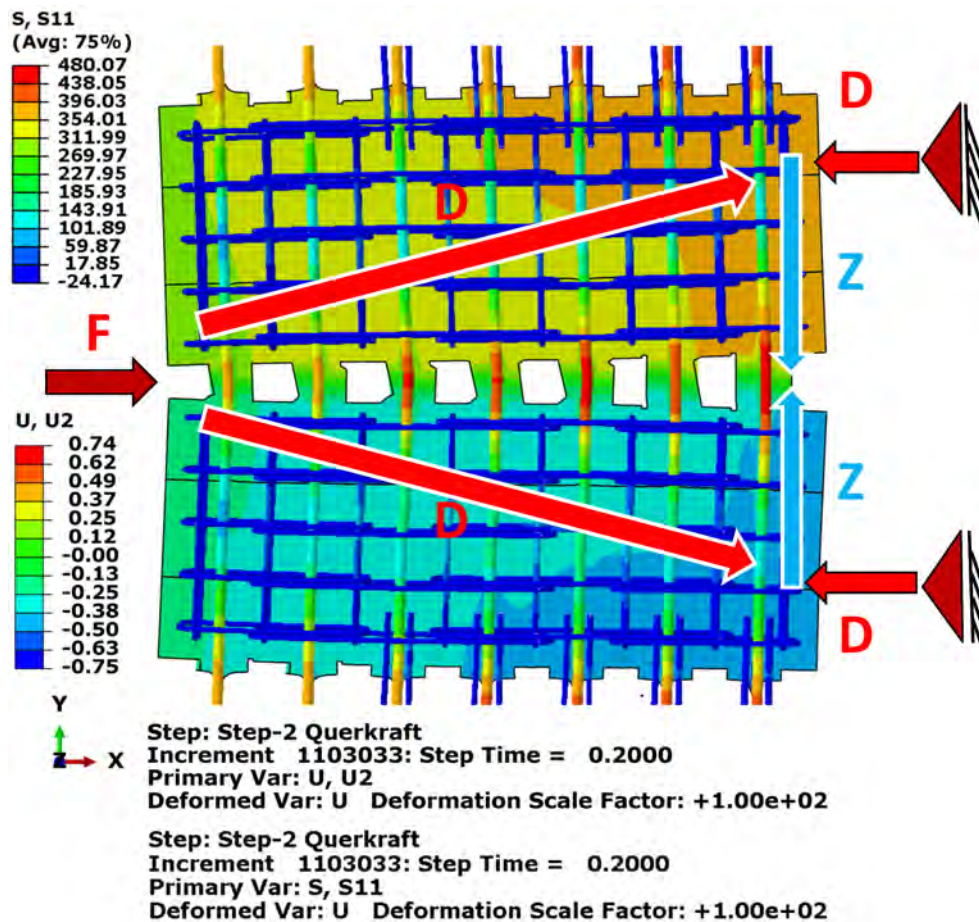 S, S11
(Avg: 75%)
480.07
438.05
396.03
354.01
311.99
269.97
227.95
185.93
143.91
101.89
59.87
17.85
-24.17
D
D
Z
F
U, U2
0.74
0.62
0.49
0.37
0.25
0.12
-0.00
-0.13
-0.25
-0.38
-0.50
-0.63
-0.75
D
Z
D
Y
Z
X
Step: Step-2 Querkraft
Increment 1103033: Step Time = 0.2000
Primary Var: U, U2
Deformed Var: U Deformation Scale Factor: +1.00e+02
Step: Step-2 Querkraft
Increment 1103033: Step Time = 0.2000
Primary Var: S, S11
Deformed Var: U Deformation Scale Factor: +1.00e+02